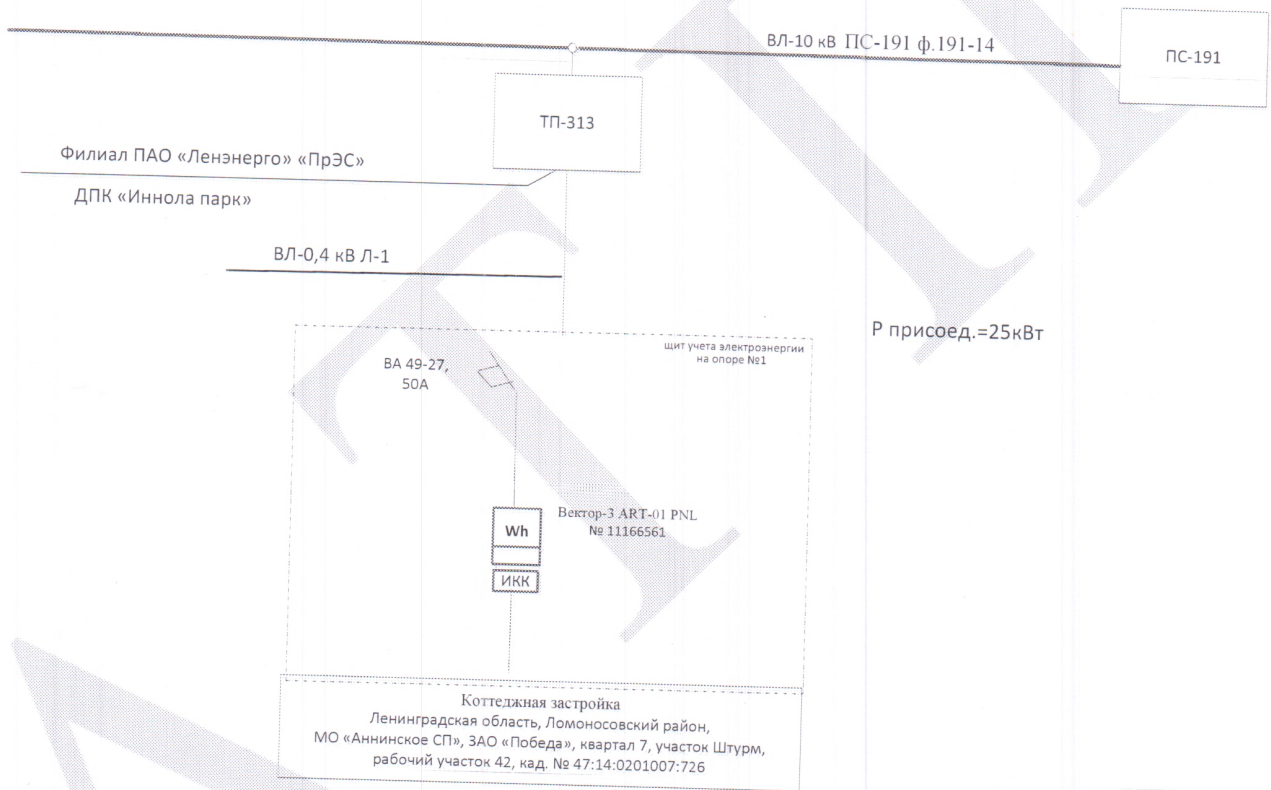 ВЛ-10 кВ ПС-191 ф.191-14
ПС-191
ТП-313
Филиал ПАО «Ленэнерго» «ПрЭС»
ДПК «Иннола парк»
ВЛ-0,4 кВ Л-1
Р присоед.=25кВт
щит учета электроэнергии
на опоре №1
ВА 49-27,
50А
Вектор-3 ART-01 PNL
№ 11166561
Wh
ИКК
Коттеджная застройка
Ленинградская область, Ломоносовский район,
МО «Аннинское СП», ЗАО «Победа», квартал 7, участок Штурм,
рабочий участок 42, кад. № 47:14:0201007:726